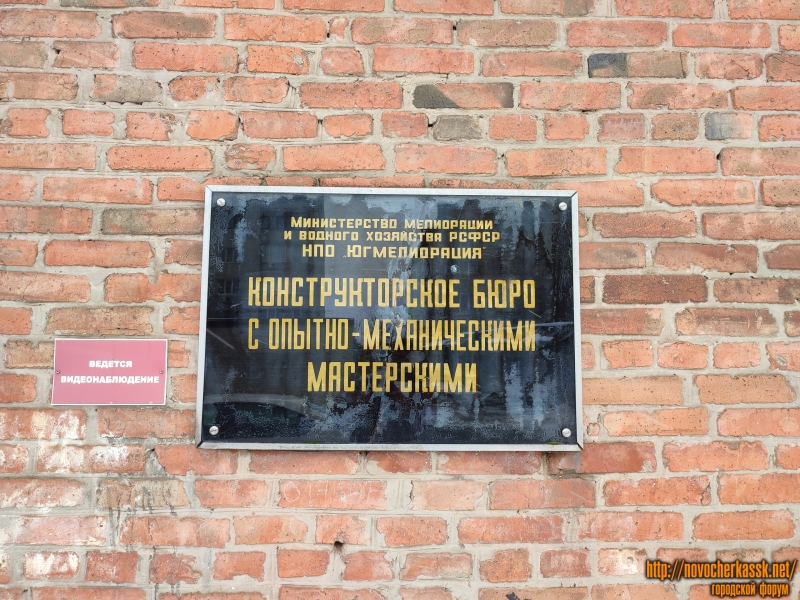 Министерство мелиорации
и водного хозяйства РСФСР
НПО „Югмелиорация"
Конструкторское бюро
с опытно-механическими
мастерскими
ВЕДЕТСЯ
ВИДЕОНАБЛЮДЕНИЕ
http://novocherkassk.net/
городской форум